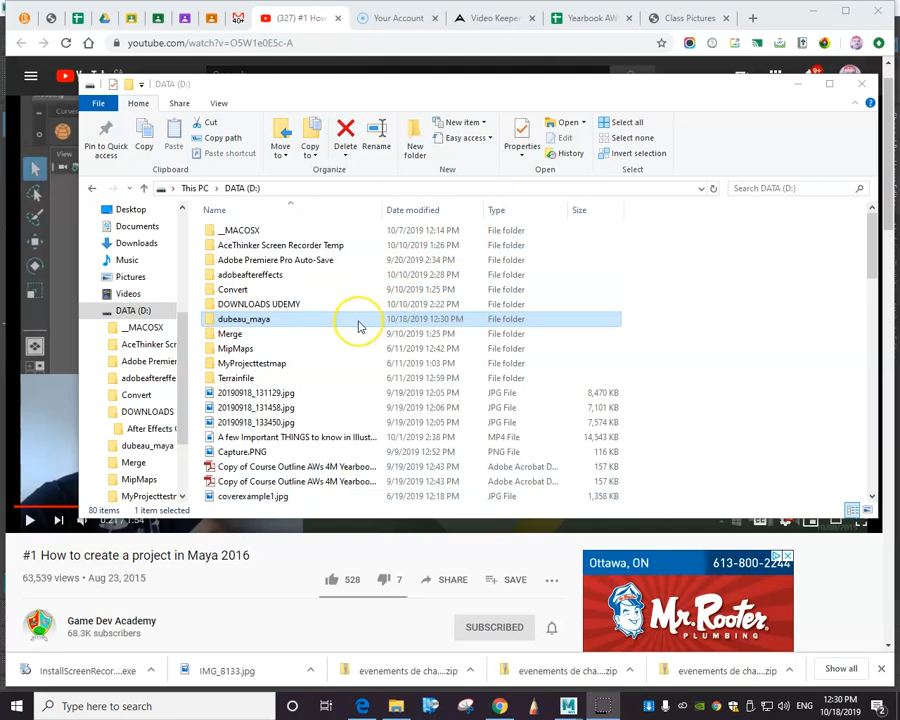 (327) #1 How
Your Account
Video Keeper
Yearbook AW
Class Pictures
youtube.com/watch?v=O5W1e0E5c-A
DATA (D:)
File
Home
Share
View
Pin to Quick access
Copy
Paste
Cut
Copy path
Paste shortcut
Clipboard
Move to
Copy to
Delete
Rename
Organize
New folder
New item
Easy access
New
Properties
Open
Edit
History
Open
Select all
Select none
Invert selection
Select
This PC
DATA (D:)
Search DATA (D:)
Desktop
Documents
Downloads
Music
Pictures
Videos
DATA (D:)
__MACOSX
AceThinker Scr
Adobe Premier
adobeaftereffe
Convert
DOWNLOADS
After Effects
dubeau_maya
Merge
MipMaps
MyProjecttestm
Name
Date modified
Type
Size
__MACOSX 10/7/2019 12:14 PM File folder
AceThinker Screen Recorder Temp 10/10/2019 1:26 PM File folder
Adobe Premiere Pro Auto-Save 9/20/2019 2:34 PM File folder
adobeaftereffects 10/10/2019 2:28 PM File folder
Convert 9/10/2019 1:25 PM File folder
DOWNLOADS UDEMY 10/10/2019 2:22 PM File folder
dubeau_maya 10/18/2019 12:30 PM File folder
Merge 9/10/2019 1:25 PM File folder
MipMaps 6/11/2019 12:42 PM File folder
MyProjecttestmap 6/11/2019 1:03 PM File folder
Terrainfile 6/11/2019 12:59 PM File folder
20190918_131129.jpg 9/19/2019 12:05 PM JPG File 8,470 KB
20190918_131458.jpg 9/19/2019 12:06 PM JPG File 7,101 KB
20190918_133450.jpg 9/19/2019 12:05 PM JPG File 7,574 KB
A few Important THINGS to know in Illust... 10/1/2019 2:38 PM MP4 File 14,543 KB
Capture.PNG 9/9/2019 12:52 PM PNG File 116 KB
Copy of Course Outline AWs 4M Yearboo... 9/19/2019 12:43 PM Adobe Acrobat D... 157 KB
Copy of Course Outline AWs 4M Yearboo... 9/19/2019 12:43 PM Adobe Acrobat D... 157 KB
coverexample1.jpg 6/19/2019 12:18 PM JPG File 1,358 KB
80 items
1 item selected
0:21 / 1:54
#1 How to create a project in Maya 2016
63,539 views • Aug 23, 2015
528
7
SHARE
SAVE
Game Dev Academy
68.3K subscribers
SUBSCRIBED
Ottawa, ON
613-800-2244
Mr. Rooter
PLUMBING
InstallScreenRecor....exe
IMG_8133.jpg
evenements de cha....zip
evenements de cha....zip
evenements de cha....zip
Show all
Type here to search
12:30 PM
10/18/2019
2